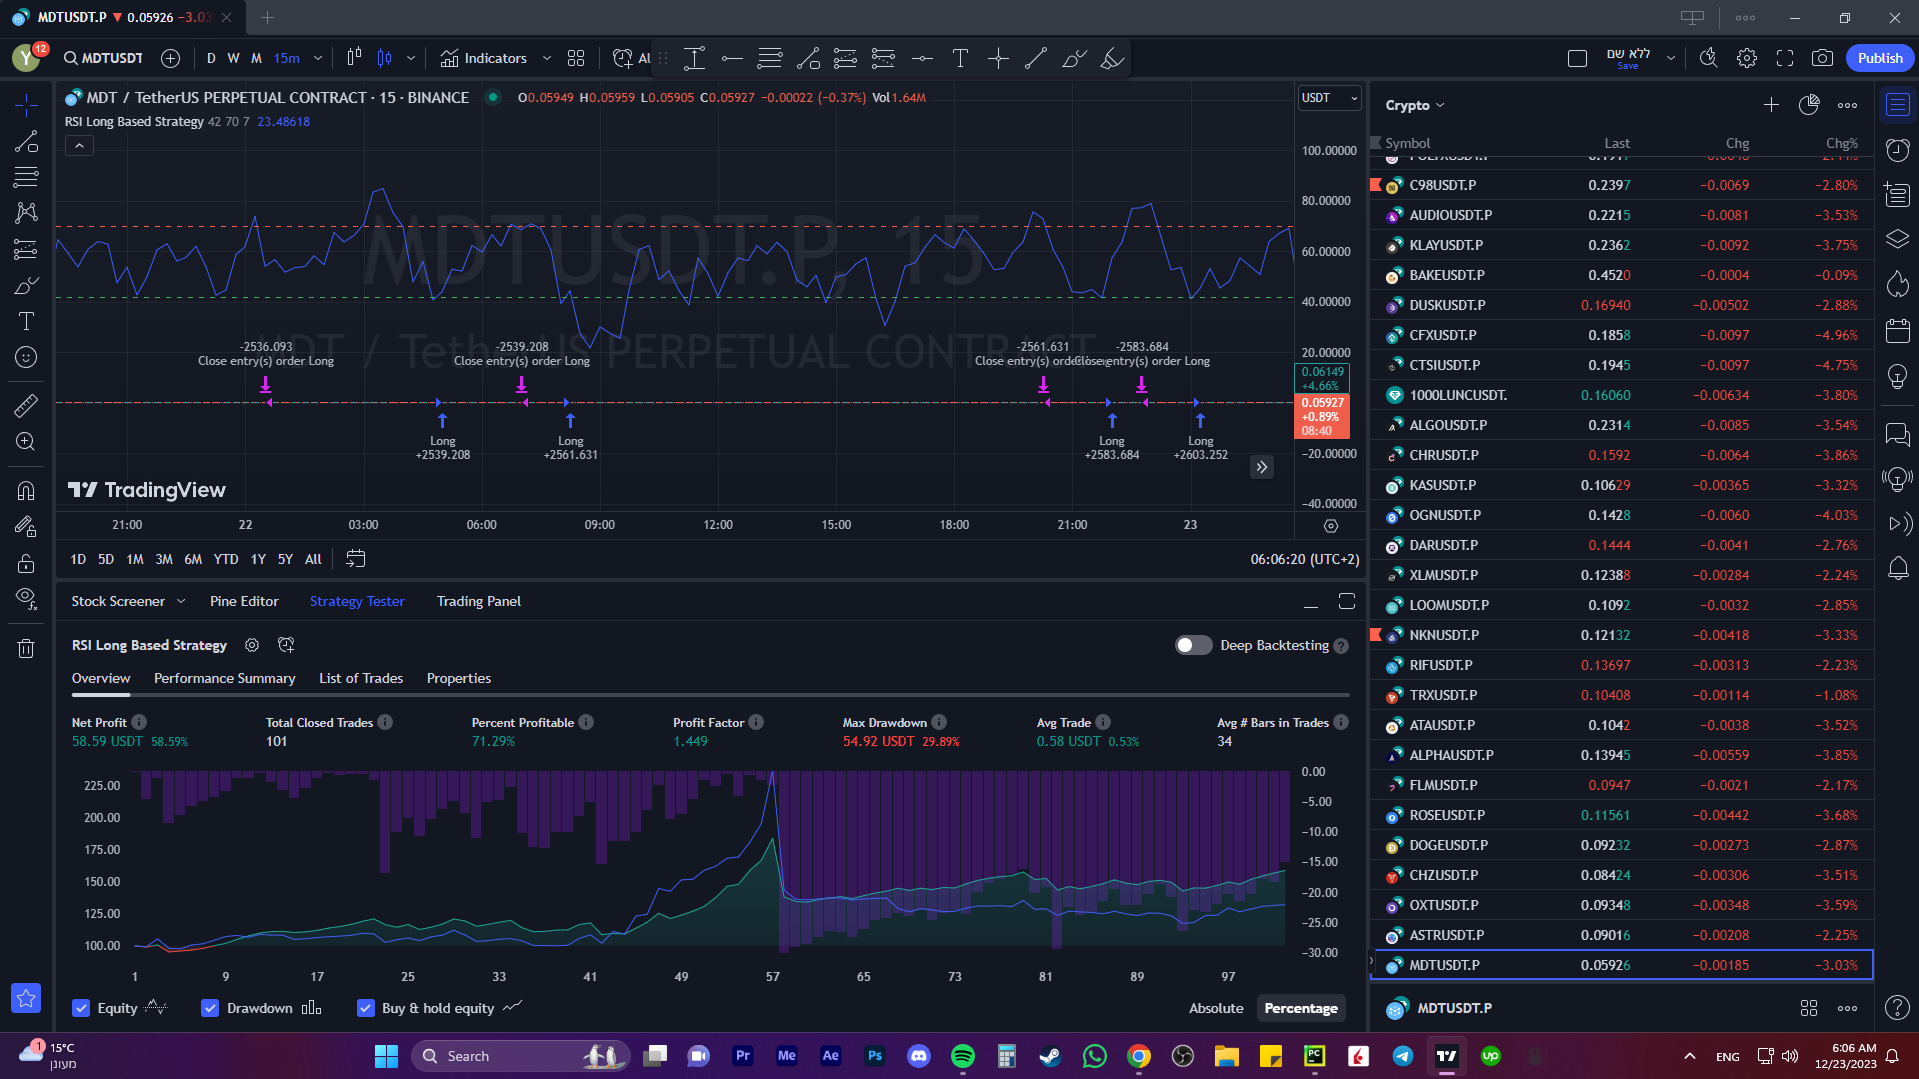 MDTUSDT.P ▼ 0.05926 −3.03
Y 12 MDTUSDT D W M 15m Indicators Al T ללא שם Save Publish
MDT / TetherUS PERPETUAL CONTRACT · 15 · BINANCE O0.05949 H0.05959 L0.05905 C0.05927 −0.00022 (−0.37%) Vol1.64M
RSI Long Based Strategy 42 70 7 23.48618
USDT
MDTUSDT.P, 15
MDT / TetherUS PERPETUAL CONTRACT
100.00000
80.00000
60.00000
40.00000
20.00000
0.06149
+4.66%
0.05927
+0.89%
08:40
−20.00000
−40.00000
-2536.093 -2539.208 -2561.631 -2583.684
Close entry(s) order Long Close entry(s) order Long Close entry(s) order Close entry(s) order Long
Long Long Long Long
+2539.208 +2561.631 +2583.684 +2603.252
TradingView
21:00 22 03:00 06:00 09:00 12:00 15:00 18:00 21:00 23
1D 5D 1M 3M 6M YTD 1Y 5Y All 06:06:20 (UTC+2)
Stock Screener Pine Editor Strategy Tester Trading Panel
RSI Long Based Strategy Deep Backtesting
Overview Performance Summary List of Trades Properties
Net Profit Total Closed Trades Percent Profitable Profit Factor Max Drawdown Avg Trade Avg # Bars in Trades
58.59 USDT 58.59% 101 71.29% 1.449 54.92 USDT 29.89% 0.58 USDT 0.53% 34
225.00 0.00
200.00 −5.00
175.00 −10.00
150.00 −15.00
125.00 −20.00
100.00 −25.00
−30.00
1 9 17 25 33 41 49 57 65 73 81 89 97
Equity Drawdown Buy & hold equity Absolute Percentage
Crypto
Symbol Last Chg Chg%
C98USDT.P 0.2397 −0.0069 −2.80%
AUDIOUSDT.P 0.2215 −0.0081 −3.53%
KLAYUSDT.P 0.2362 −0.0092 −3.75%
BAKEUSDT.P 0.4520 −0.0004 −0.09%
DUSKUSDT.P 0.16940 −0.00502 −2.88%
CFXUSDT.P 0.1858 −0.0097 −4.96%
CTSIUSDT.P 0.1945 −0.0097 −4.75%
1000LUNCUSDT. 0.16060 −0.00634 −3.80%
ALGOUSDT.P 0.2314 −0.0085 −3.54%
CHRUSDT.P 0.1592 −0.0064 −3.86%
KASUSDT.P 0.10629 −0.00365 −3.32%
OGNUSDT.P 0.1428 −0.0060 −4.03%
DARUSDT.P 0.1444 −0.0041 −2.76%
XLMUSDT.P 0.12388 −0.00284 −2.24%
LOOMUSDT.P 0.1092 −0.0032 −2.85%
NKNUSDT.P 0.12132 −0.00418 −3.33%
RIFUSDT.P 0.13697 −0.00313 −2.23%
TRXUSDT.P 0.10408 −0.00114 −1.08%
ATAUSDT.P 0.1042 −0.0038 −3.52%
ALPHAUSDT.P 0.13945 −0.00559 −3.85%
FLMUSDT.P 0.0947 −0.0021 −2.17%
ROSEUSDT.P 0.11561 −0.00442 −3.68%
DOGEUSDT.P 0.09232 −0.00273 −2.87%
CHZUSDT.P 0.08424 −0.00306 −3.51%
OXTUSDT.P 0.09348 −0.00348 −3.59%
ASTRUSDT.P 0.09016 −0.00208 −2.25%
MDTUSDT.P 0.05926 −0.00185 −3.03%
MDTUSDT.P
1 15°C
מעונן
Search Pr Me Ae Ps PC up ENG
6:06 AM
12/23/2023